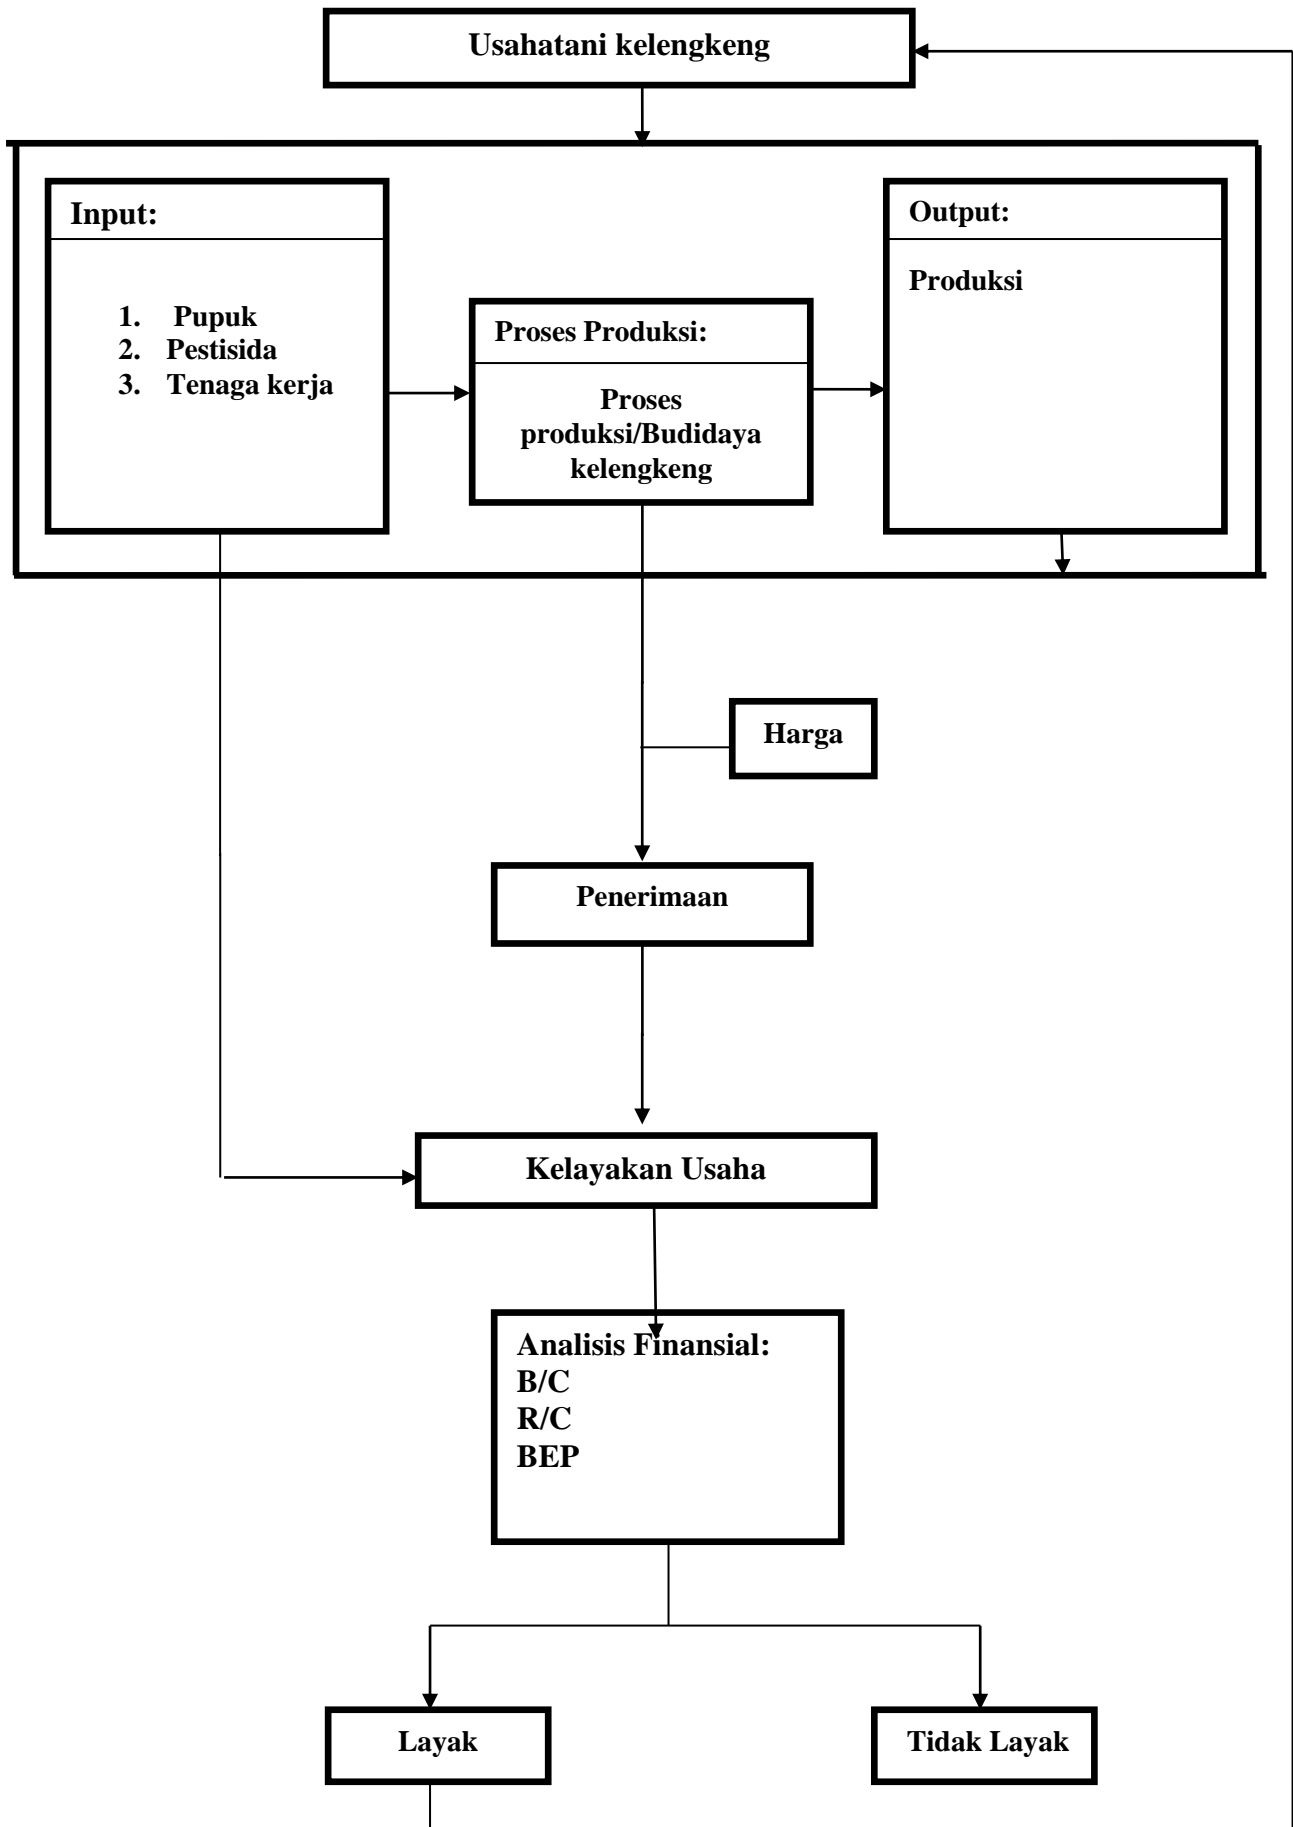 Usahatani kelengkeng
Input:
1. Pupuk
2. Pestisida
3. Tenaga kerja
Proses Produksi:
Proses
produksi/Budidaya
kelengkeng
Output:
Produksi
Harga
Penerimaan
Kelayakan Usaha
Analisis Finansial:
B/C
R/C
BEP
Layak
Tidak Layak